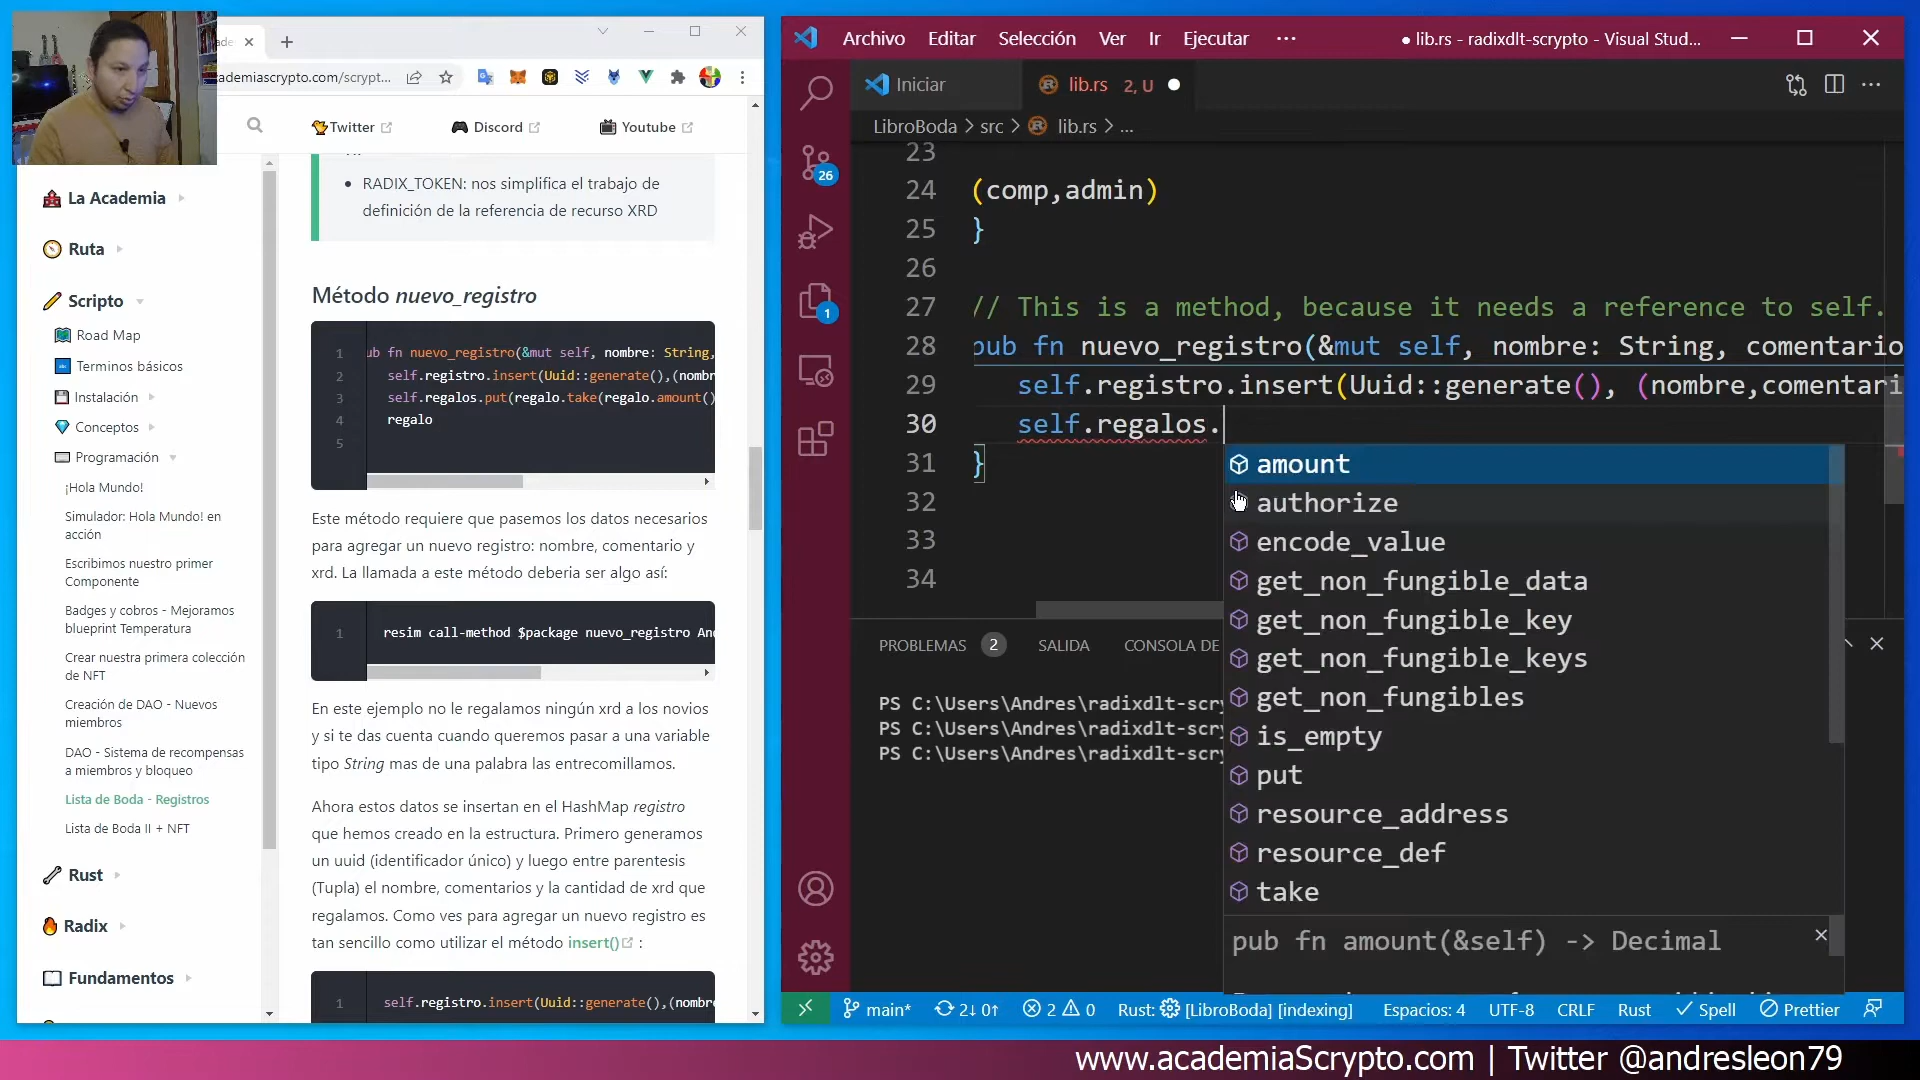 ademiascrypto.com/scrypt...
Twitter
Discord
Youtube
La Academia
Ruta
Scripto
Road Map
Terminos básicos
Instalación
Conceptos
Programación
¡Hola Mundo!
Simulador: Hola Mundo! en
acción
Escribimos nuestro primer
Componente
Badges y cobros - Mejoramos
blueprint Temperatura
Crear nuestra primera colección
de NFT
Creación de DAO - Nuevos
miembros
DAO - Sistema de recompensas
a miembros y bloqueo
Lista de Boda - Registros
Lista de Boda II + NFT
Rust
Radix
Fundamentos
• RADIX_TOKEN: nos simplifica el trabajo de
definición de la referencia de recurso XRD
Método nuevo_registro
1 ub fn nuevo_registro(&mut self, nombre: String,
2 self.registro.insert(Uuid::generate(),(nombr
3 self.regalos.put(regalo.take(regalo.amount()
4 regalo
5
Este método requiere que pasemos los datos necesarios
para agregar un nuevo registro: nombre, comentario y
xrd. La llamada a este método deberia ser algo así:
1 resim call-method $package nuevo_registro And
En este ejemplo no le regalamos ningún xrd a los novios
y si te das cuenta cuando queremos pasar a una variable
tipo String mas de una palabra las entrecomillamos.
Ahora estos datos se insertan en el HashMap registro
que hemos creado en la estructura. Primero generamos
un uuid (identificador único) y luego entre parentesis
(Tupla) el nombre, comentarios y la cantidad de xrd que
regalamos. Como ves para agregar un nuevo registro es
tan sencillo como utilizar el método insert() :
1 self.registro.insert(Uuid::generate(),(nombre
Archivo Editar Selección Ver Ir Ejecutar ··· ● lib.rs - radixdlt-scrypto - Visual Stud...
Iniciar lib.rs 2, U
LibroBoda > src > lib.rs > ...
26
1
23
24 (comp,admin)
25 }
26
27 // This is a method, because it needs a reference to self.
28 pub fn nuevo_registro(&mut self, nombre: String, comentario
29 self.registro.insert(Uuid::generate(), (nombre,comentari
30 self.regalos.
31 }
32
33
34
amount
authorize
encode_value
get_non_fungible_data
get_non_fungible_key
get_non_fungible_keys
get_non_fungibles
is_empty
put
resource_address
resource_def
take
pub fn amount(&self) -> Decimal
PROBLEMAS 2 SALIDA CONSOLA DE
PS C:\Users\Andres\radixdlt-scry
PS C:\Users\Andres\radixdlt-scry
PS C:\Users\Andres\radixdlt-scry
main* 2↓ 0↑ 2 0 Rust: [LibroBoda] [indexing] Espacios: 4 UTF-8 CRLF Rust Spell Prettier
www.academiaScrypto.com | Twitter @andresleon79